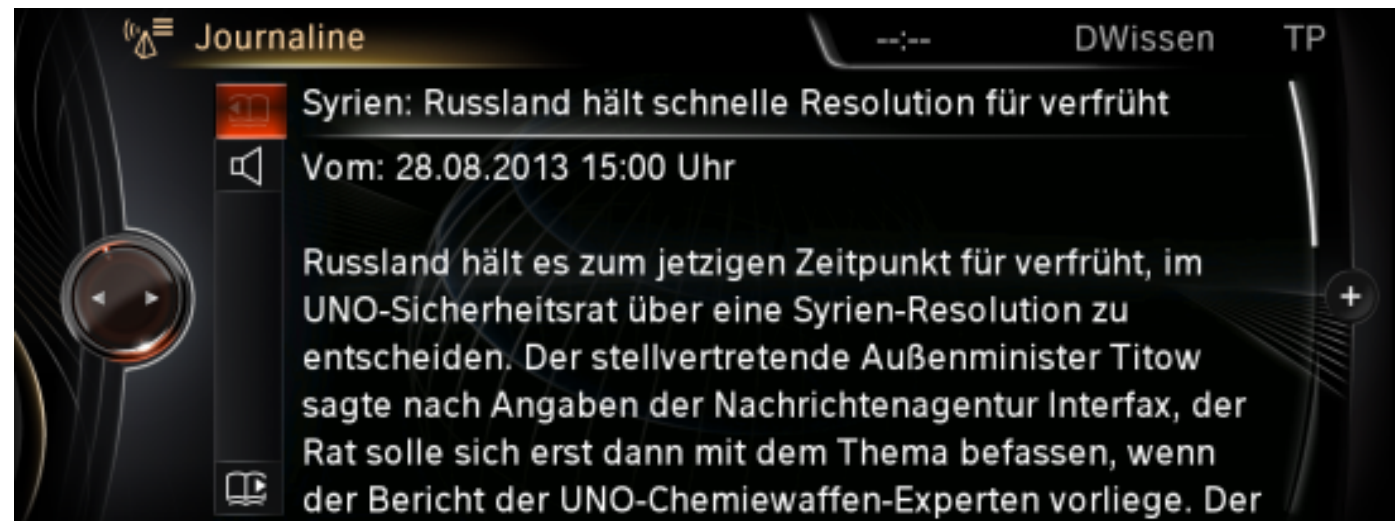 Journaline --:-- DWissen TP
Syrien: Russland hält schnelle Resolution für verfrüht
Vom: 28.08.2013 15:00 Uhr
Russland hält es zum jetzigen Zeitpunkt für verfrüht, im
UNO-Sicherheitsrat über eine Syrien-Resolution zu
entscheiden. Der stellvertretende Außenminister Titow
sagte nach Angaben der Nachrichtenagentur Interfax, der
Rat solle sich erst dann mit dem Thema befassen, wenn
der Bericht der UNO-Chemiewaffen-Experten vorliege. Der